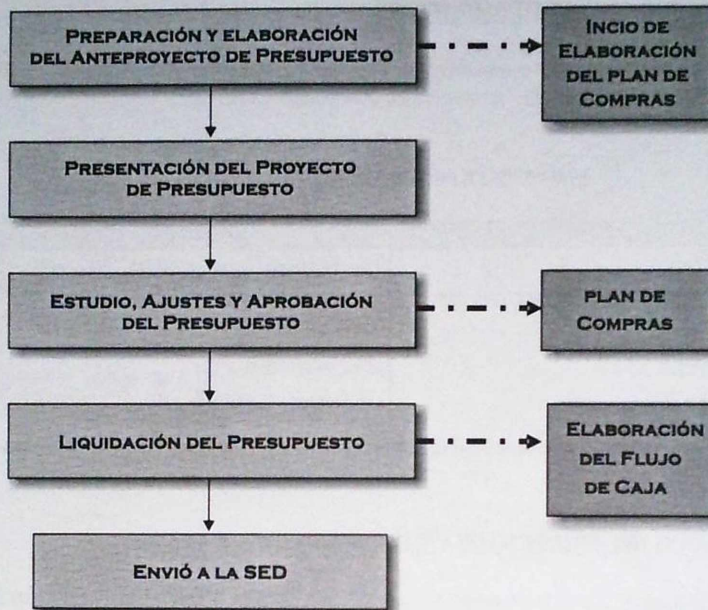 PREPARACIÓN Y ELABORACIÓN
DEL ANTEPROYECTO DE PRESUPUESTO
INCIO DE
ELABORACIÓN
DEL PLAN DE
COMPRAS
PRESENTACIÓN DEL PROYECTO
DE PRESUPUESTO
ESTUDIO, AJUSTES Y APROBACIÓN
DEL PRESUPUESTO
PLAN DE
COMPRAS
LIQUIDACIÓN DEL PRESUPUESTO
ELABORACIÓN
DEL FLUJO
DE CAJA
ENVIÓ A LA SED